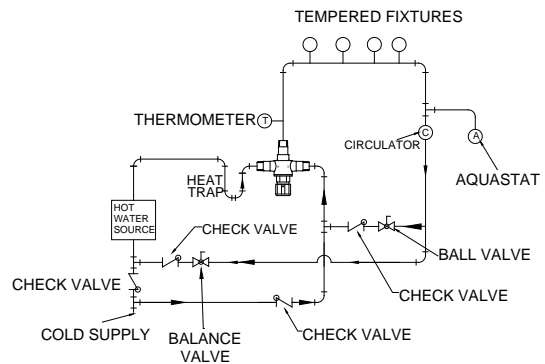 TEMPERED FIXTURES
THERMOMETER
T
C
CIRCULATOR
A
AQUASTAT
HEAT
TRAP
HOT
WATER
SOURCE
CHECK VALVE
BALL VALVE
CHECK VALVE
CHECK VALVE
COLD SUPPLY
BALANCE
VALVE
CHECK VALVE